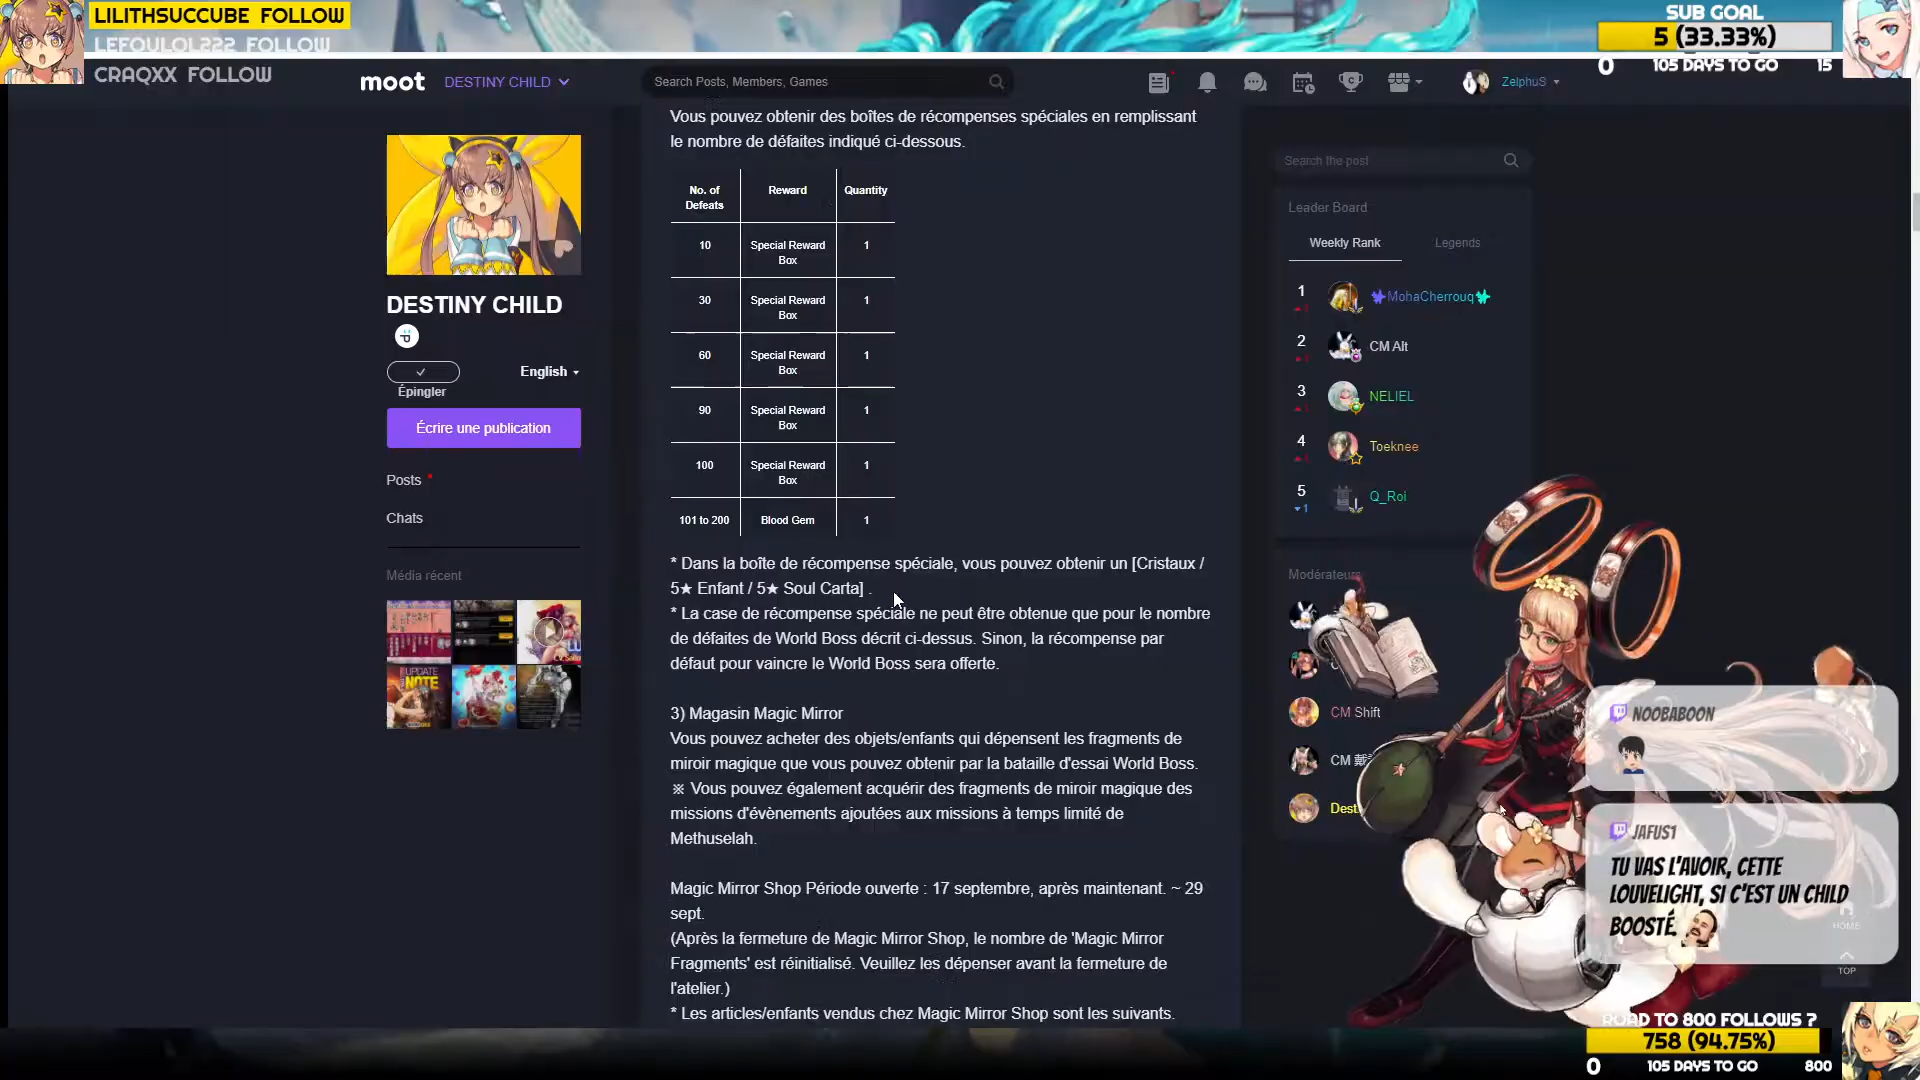 LILITHSUCCUBE FOLLOW
LEFOULOL222 FOLLOW
CRAQXX FOLLOW
SUB GOAL
5 (33.33%)
0 105 DAYS TO GO 15
moot DESTINY CHILD
Search Posts, Members, Games
ZelphuS
DESTINY CHILD
English
Épingler
Écrire une publication
Posts
Chats
Média récent
UPDATE
NOTE
Vous pouvez obtenir des boîtes de récompenses spéciales en remplissant
le nombre de défaites indiqué ci-dessous.
No. of Defeats Reward Quantity
10 Special Reward Box 1
30 Special Reward Box 1
60 Special Reward Box 1
90 Special Reward Box 1
100 Special Reward Box 1
101 to 200 Blood Gem 1
* Dans la boîte de récompense spéciale, vous pouvez obtenir un [Cristaux /
5★ Enfant / 5★ Soul Carta] .
* La case de récompense spéciale ne peut être obtenue que pour le nombre
de défaites de World Boss décrit ci-dessus. Sinon, la récompense par
défaut pour vaincre le World Boss sera offerte.
3) Magasin Magic Mirror
Vous pouvez acheter des objets/enfants qui dépensent les fragments de
miroir magique que vous pouvez obtenir par la bataille d'essai World Boss.
※ Vous pouvez également acquérir des fragments de miroir magique des
missions d'évènements ajoutées aux missions à temps limité de
Methuselah.
Magic Mirror Shop Période ouverte : 17 septembre, après maintenant. ~ 29
sept.
(Après la fermeture de Magic Mirror Shop, le nombre de 'Magic Mirror
Fragments' est réinitialisé. Veuillez les dépenser avant la fermeture de
l'atelier.)
* Les articles/enfants vendus chez Magic Mirror Shop sont les suivants.
Search the post
Leader Board
Weekly Rank Legends
1 MohaCherrouq
2 CM Alt
3 NELIEL
4 Toeknee
5 Q_Roi
1
Modérateurs
CM Shift
CM
Dest
NOOBABOON
JAFUS1
TU VAS L'AVOIR, CETTE
LOUVELIGHT, SI C'EST UN CHILD
BOOSTÉ.
HOME
TOP
ROAD TO 800 FOLLOWS ?
758 (94.75%)
0 105 DAYS TO GO 800